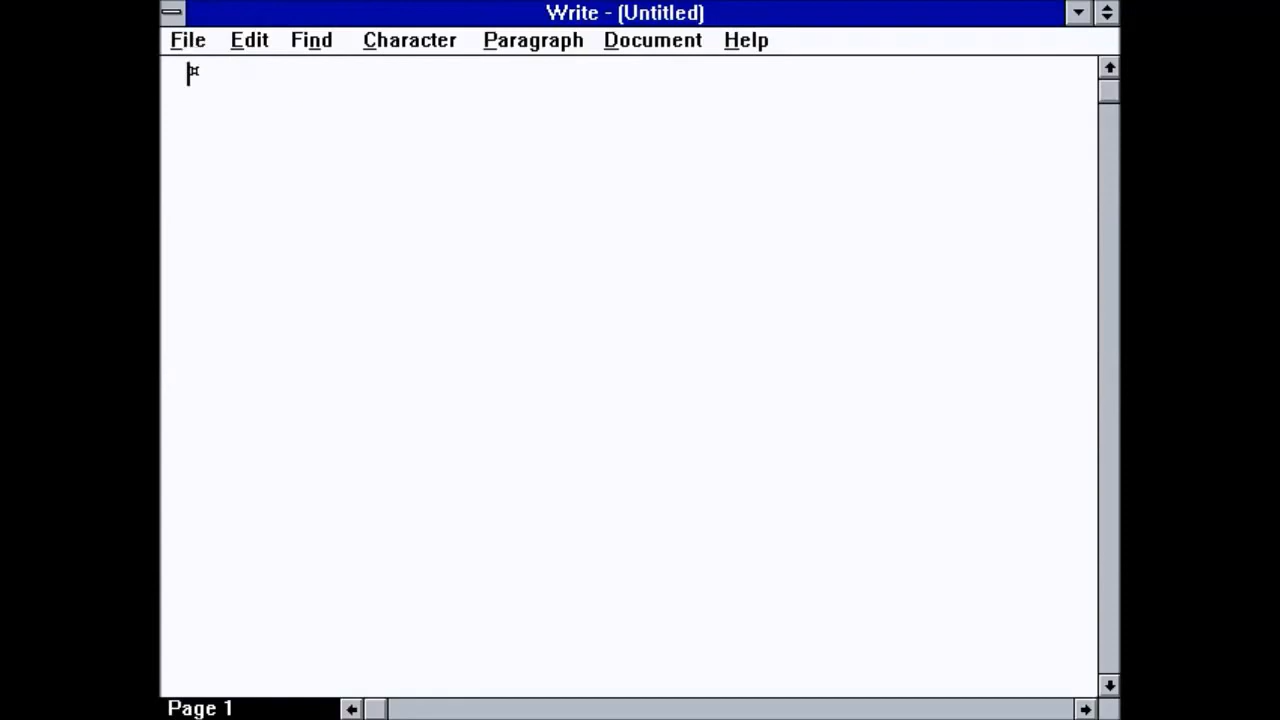 Write - (Untitled)
File Edit Find Character Paragraph Document Help
¤
Page 1